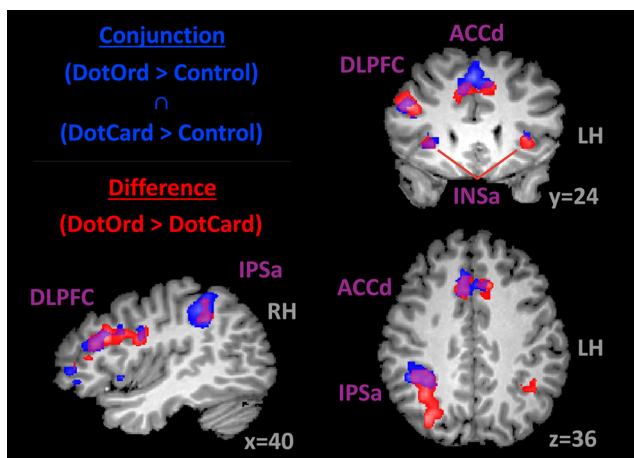 Conjunction
(DotOrd > Control)
∩
(DotCard > Control)
Difference
(DotOrd > DotCard)
ACCd
DLPFC
LH
INSa
y=24
IPSa
DLPFC
RH
x=40
ACCd
LH
IPSa
z=36